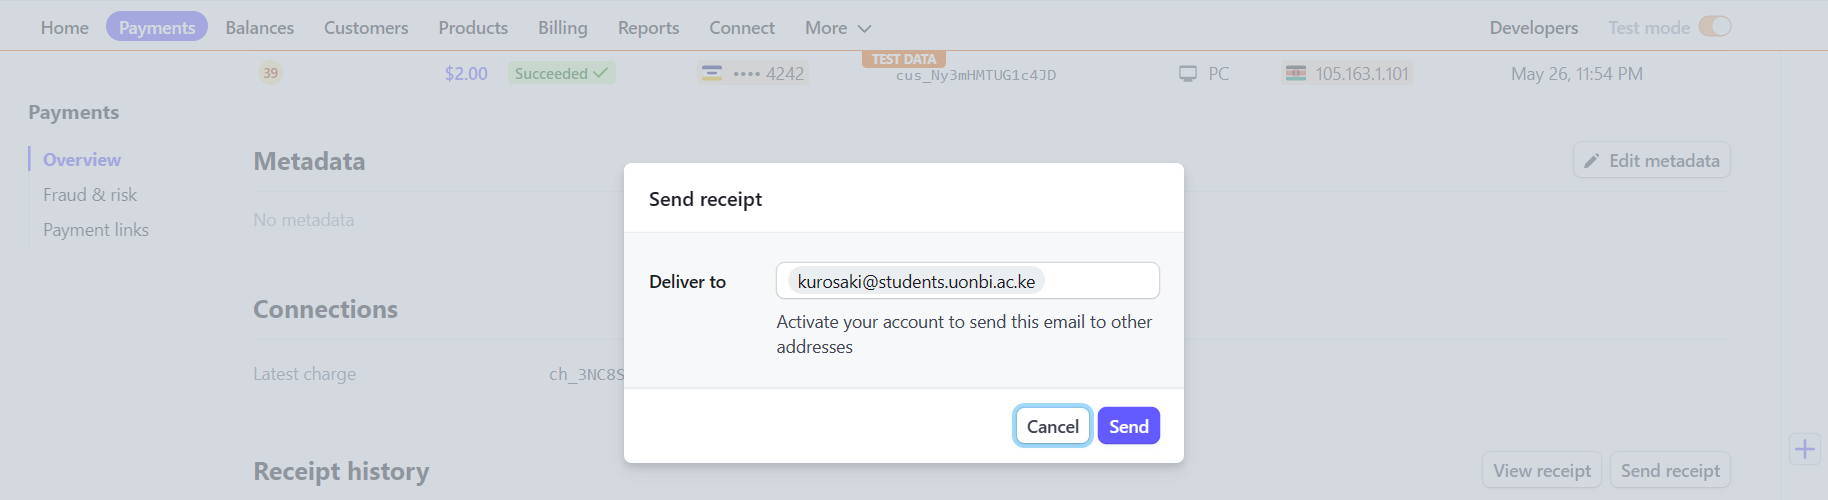 Home Payments Balances Customers Products Billing Reports Connect More Developers Test mode
TEST DATA
39 $2.00 Succeeded •••• 4242 cus_Ny3mHMTUG1c4JD PC 105.163.1.101 May 26, 11:54 PM
Payments
Overview
Fraud & risk
Payment links
Metadata
Edit metadata
No metadata
Send receipt
Deliver to
kurosaki@students.uonbi.ac.ke
Activate your account to send this email to other
addresses
Cancel Send
Connections
Latest charge ch_3NC8S
Receipt history
View receipt Send receipt